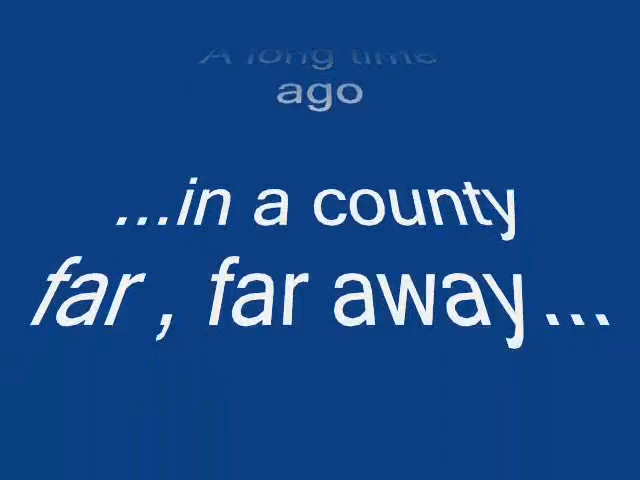 A long time
ago
...in a county
far , far away...